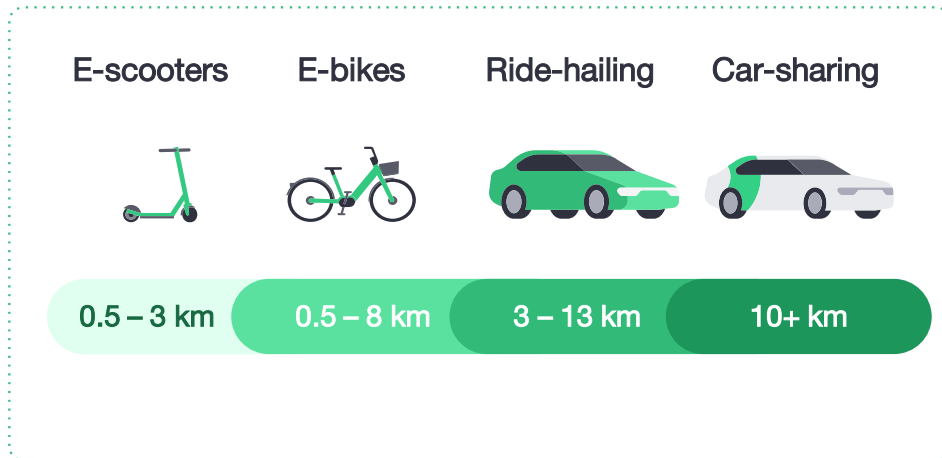 E-scooters E-bikes Ride-hailing Car-sharing
0.5 – 3 km 0.5 – 8 km 3 – 13 km 10+ km